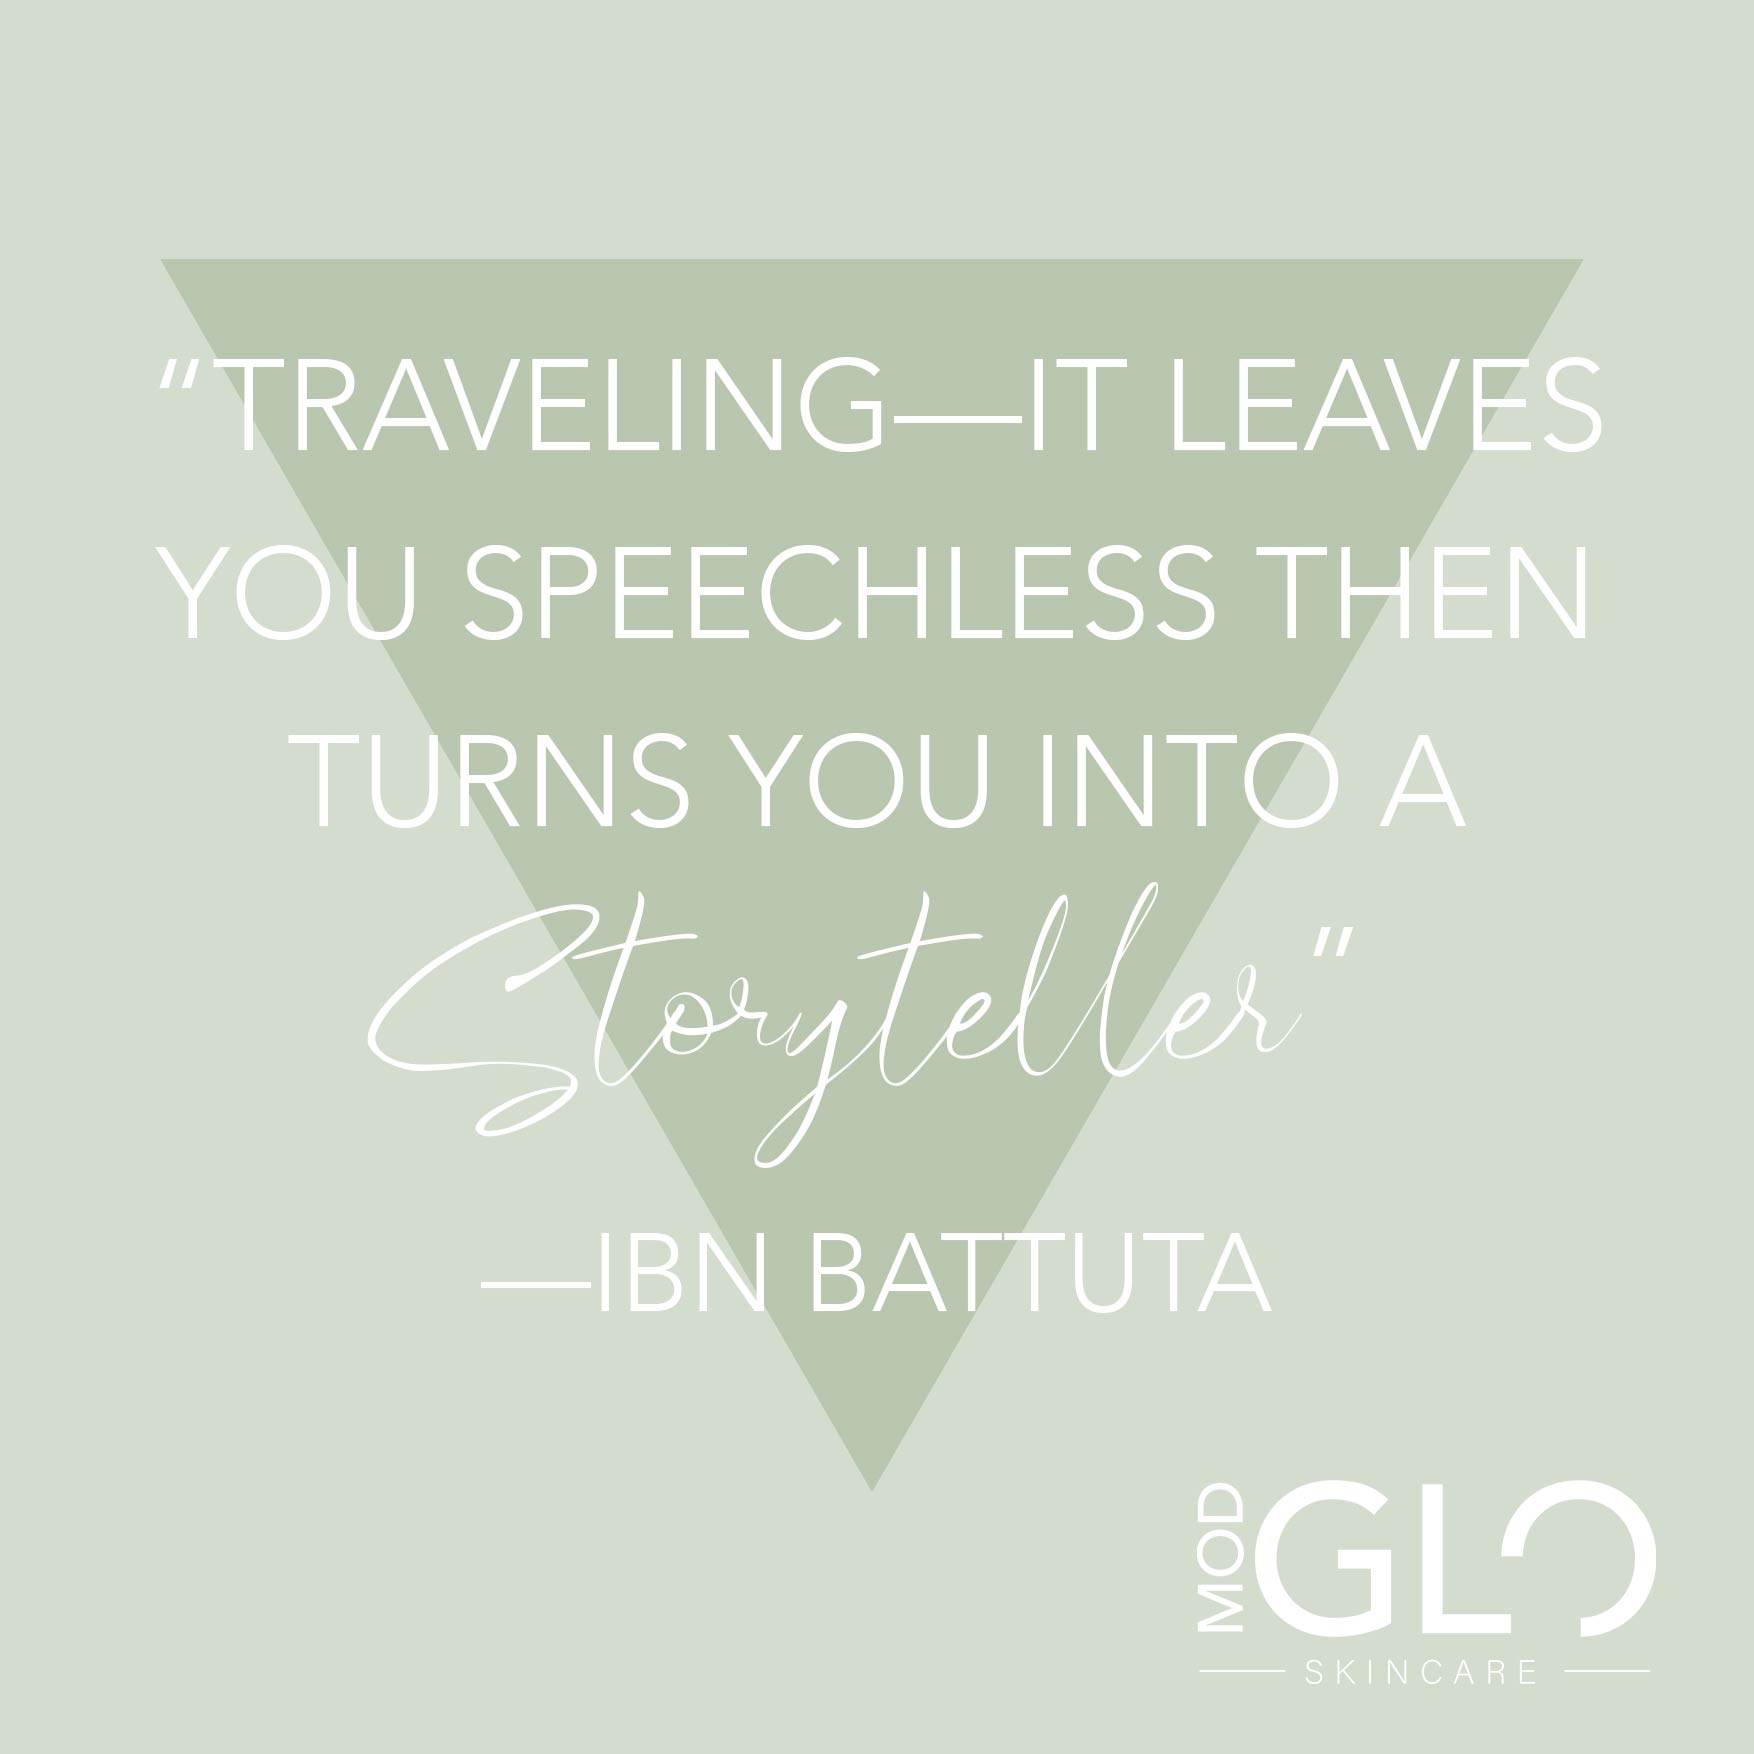 “TRAVELING—IT LEAVES
YOU SPEECHLESS THEN
TURNS YOU INTO A
Storyteller”
—IBN BATTUTA
MOD GLO
SKINCARE